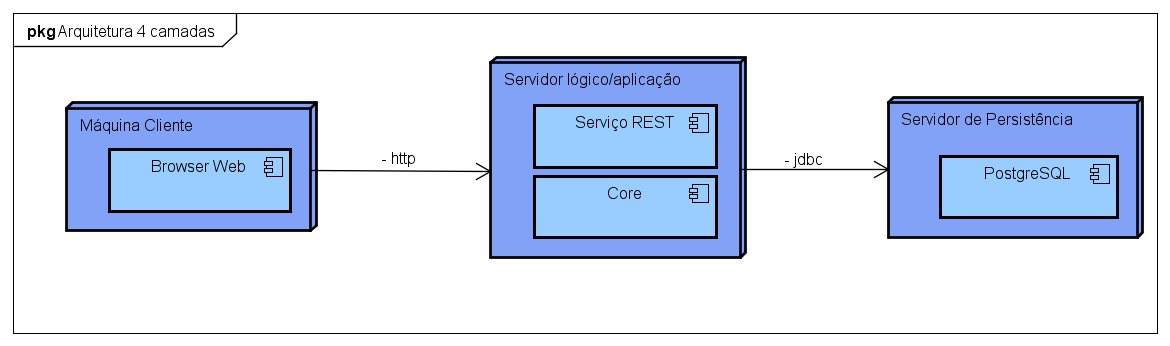 pkg Arquitetura 4 camadas
Máquina Cliente
Browser Web
- http
Servidor lógico/aplicação
Serviço REST
Core
- jdbc
Servidor de Persistência
PostgreSQL